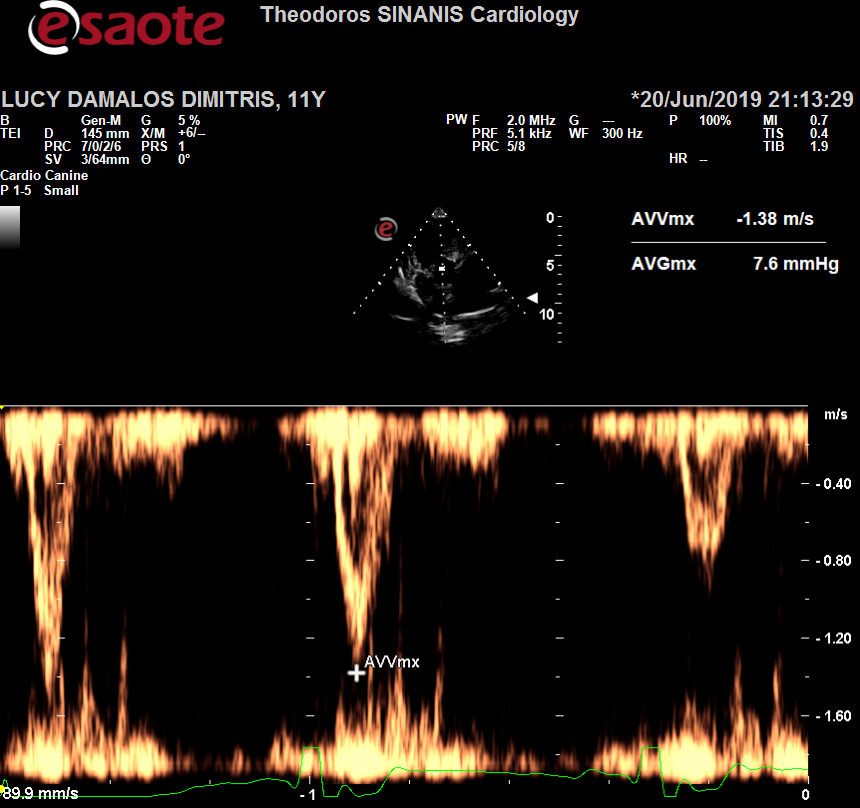 esaote
Theodoros SINANIS Cardiology
LUCY DAMALOS DIMITRIS, 11Y
*20/Jun/2019 21:13:29
B Gen-M G 5 %
TEI D 145 mm X/M +6/--
PRC 7/0/2/6 PRS 1
SV 3/64mm Θ 0°
Cardio Canine
P 1-5 Small
PW F 2.0 MHz G ---
PRF 5.1 kHz WF 300 Hz
PRC 5/8
P 100% MI 0.7
TIS 0.4
TIB 1.9
HR --
e
0
5
10
AVVmx -1.38 m/s
AVGmx 7.6 mmHg
m/s
- 0.40
- 0.80
- 1.20
- 1.60
AVVmx
89.9 mm/s
-1
0